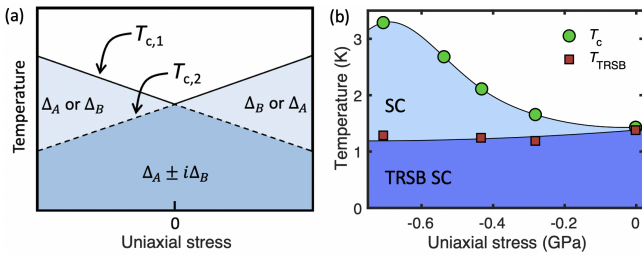 (a)
T_c,1
T_c,2
Δ_A or Δ_B
Δ_B or Δ_A
Δ_A ± iΔ_B
Temperature
0
Uniaxial stress
(b)
T_c
T_TRSB
SC
TRSB SC
Temperature (K)
3
2
1
0
-0.6
-0.4
-0.2
0
Uniaxial stress (GPa)